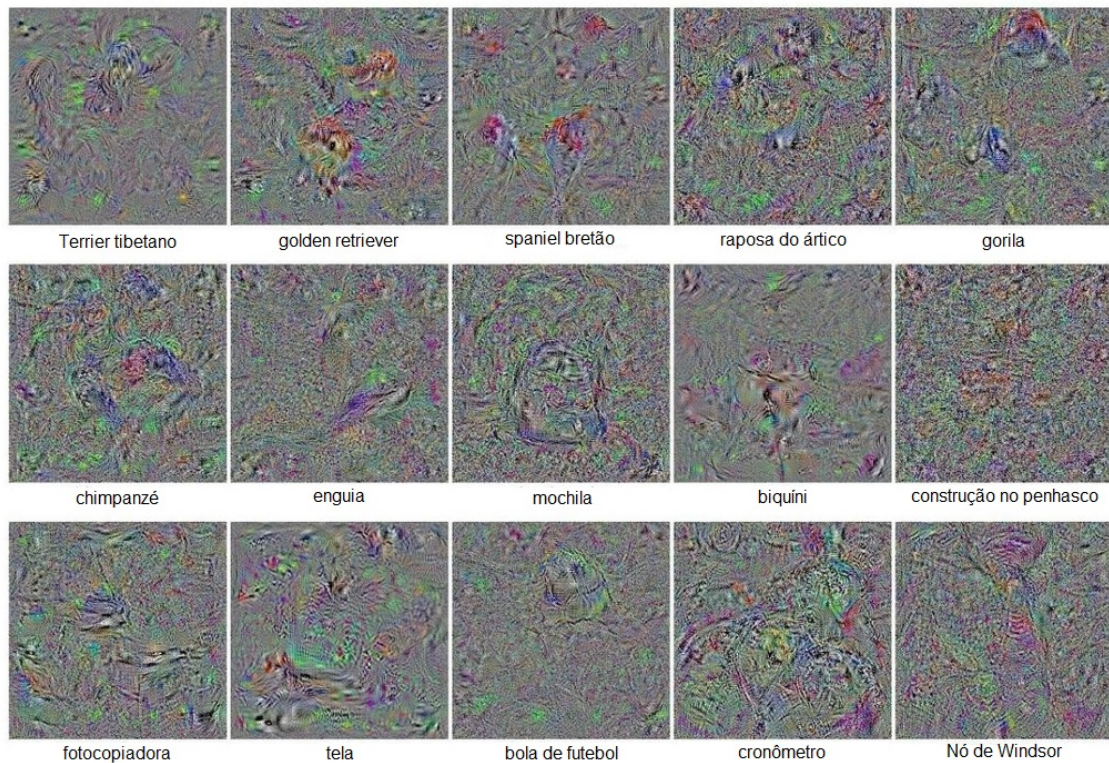 Terrier tibetano
golden retriever
spaniel bretão
raposa do ártico
gorila
chimpanzé
enguia
mochila
biquíni
construção no penhasco
fotocopiadora
tela
bola de futebol
cronômetro
Nó de Windsor